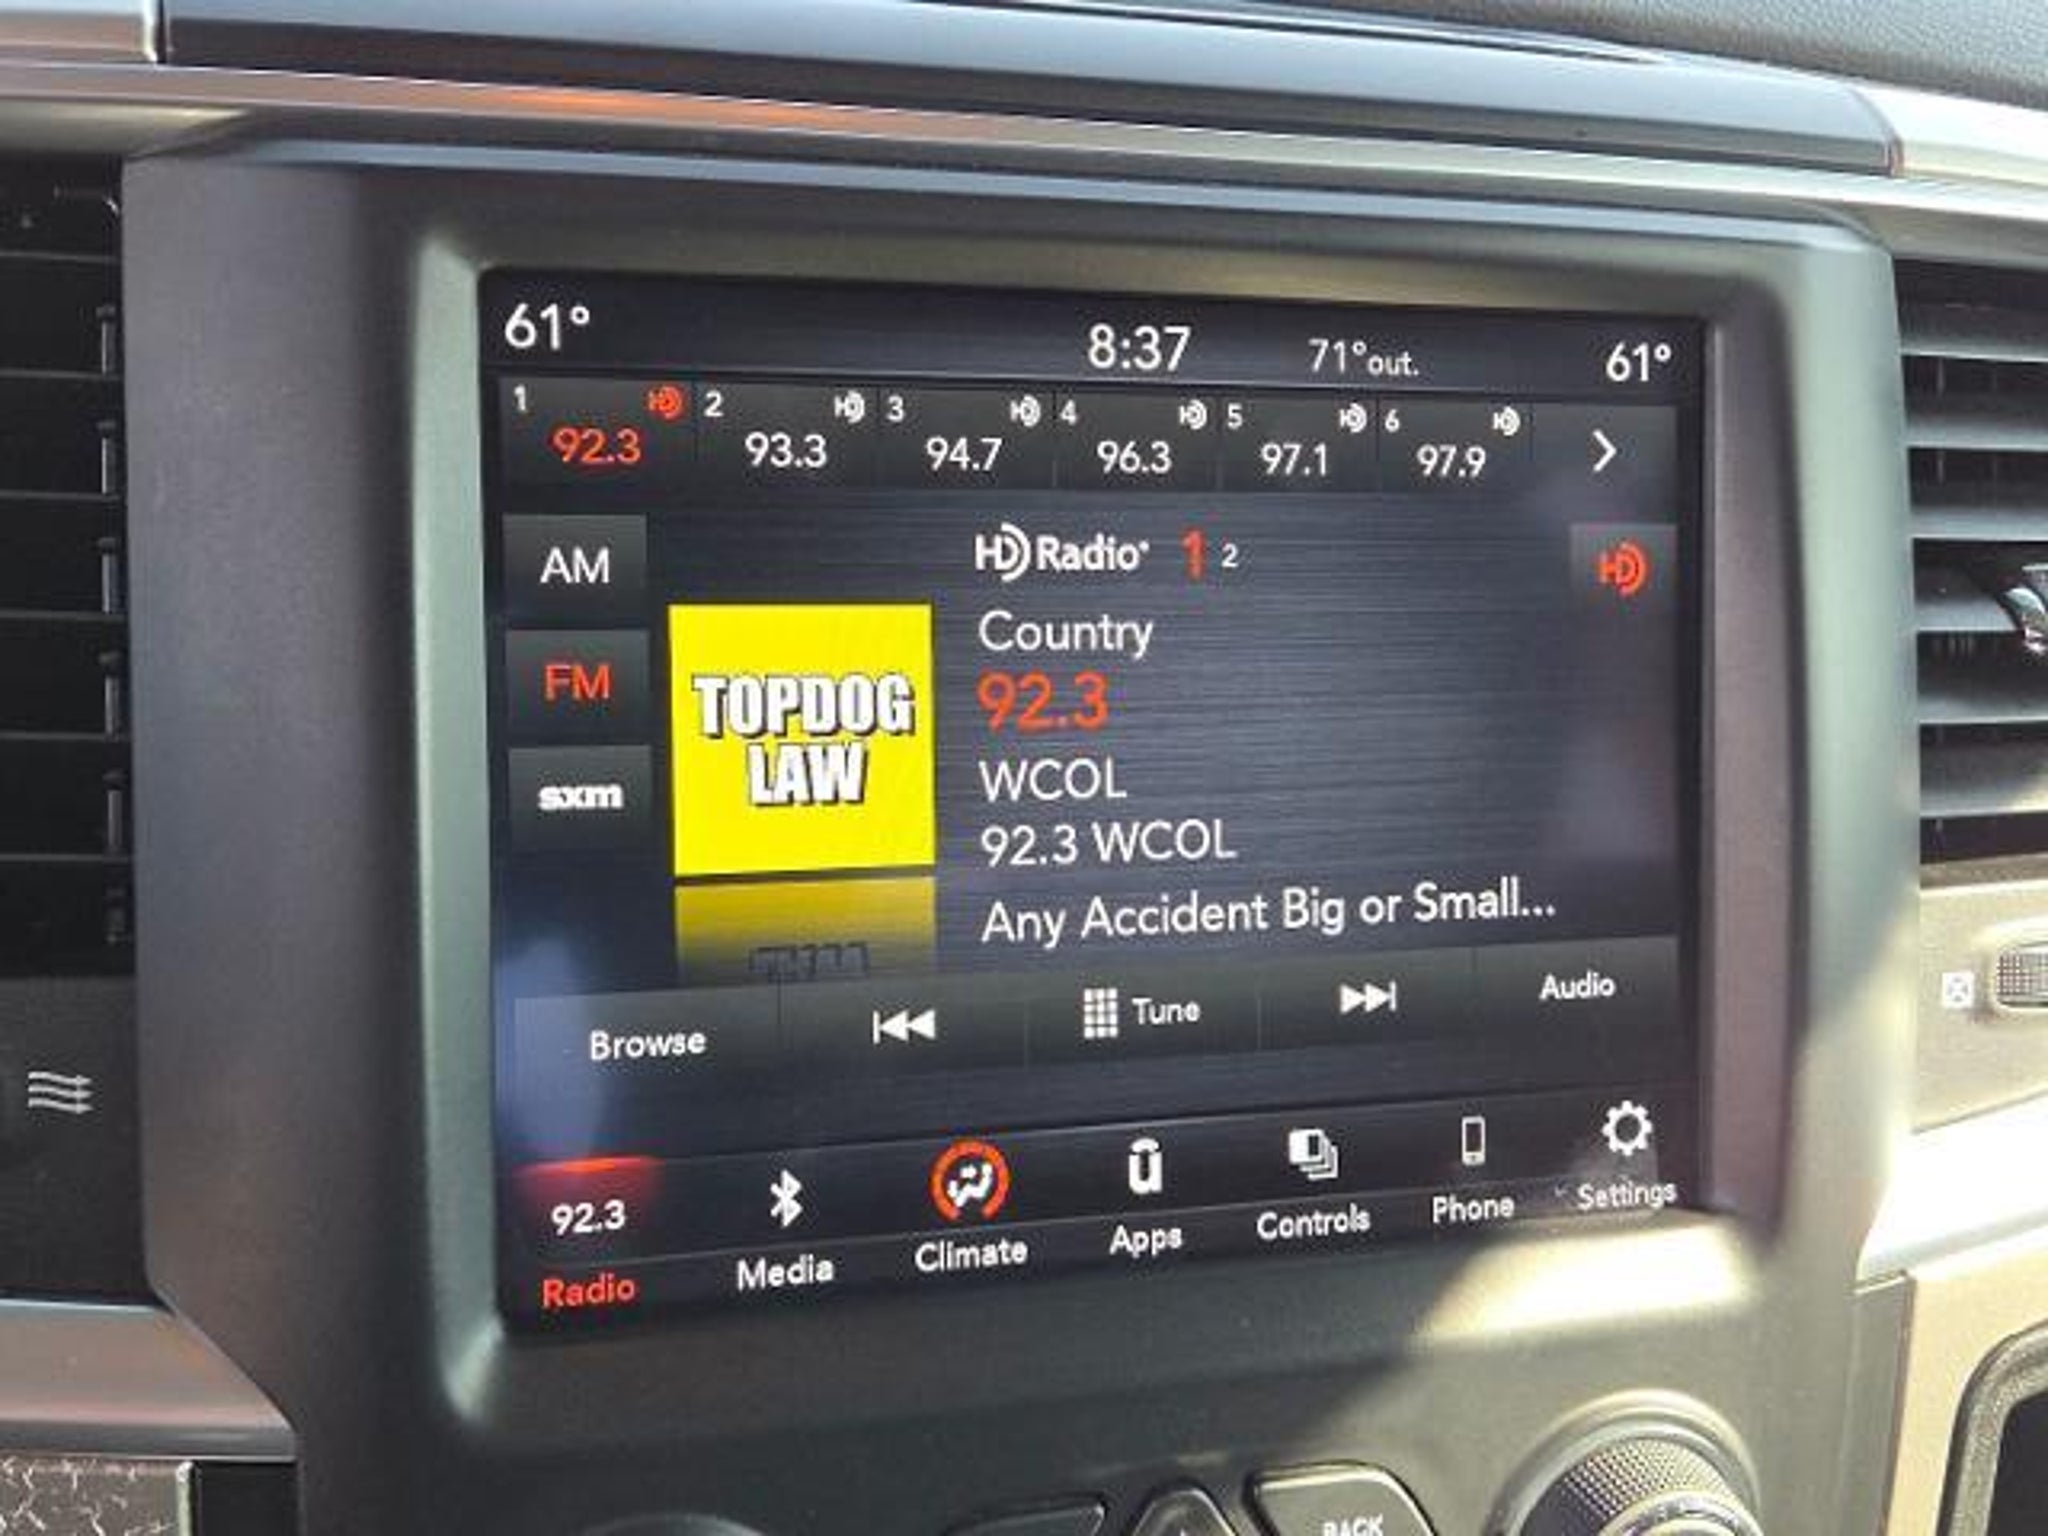 61° 8:37 71°out. 61°
1 2 3 4 5 6
92.3 93.3 94.7 96.3 97.1 97.9
HD Radio 1 2
AM
FM
sxm
TOPDOG
LAW
Country
92.3
WCOL
92.3 WCOL
Any Accident Big or Small...
Browse Tune Audio
92.3
Radio Media Climate Apps Controls Phone Settings
BACK